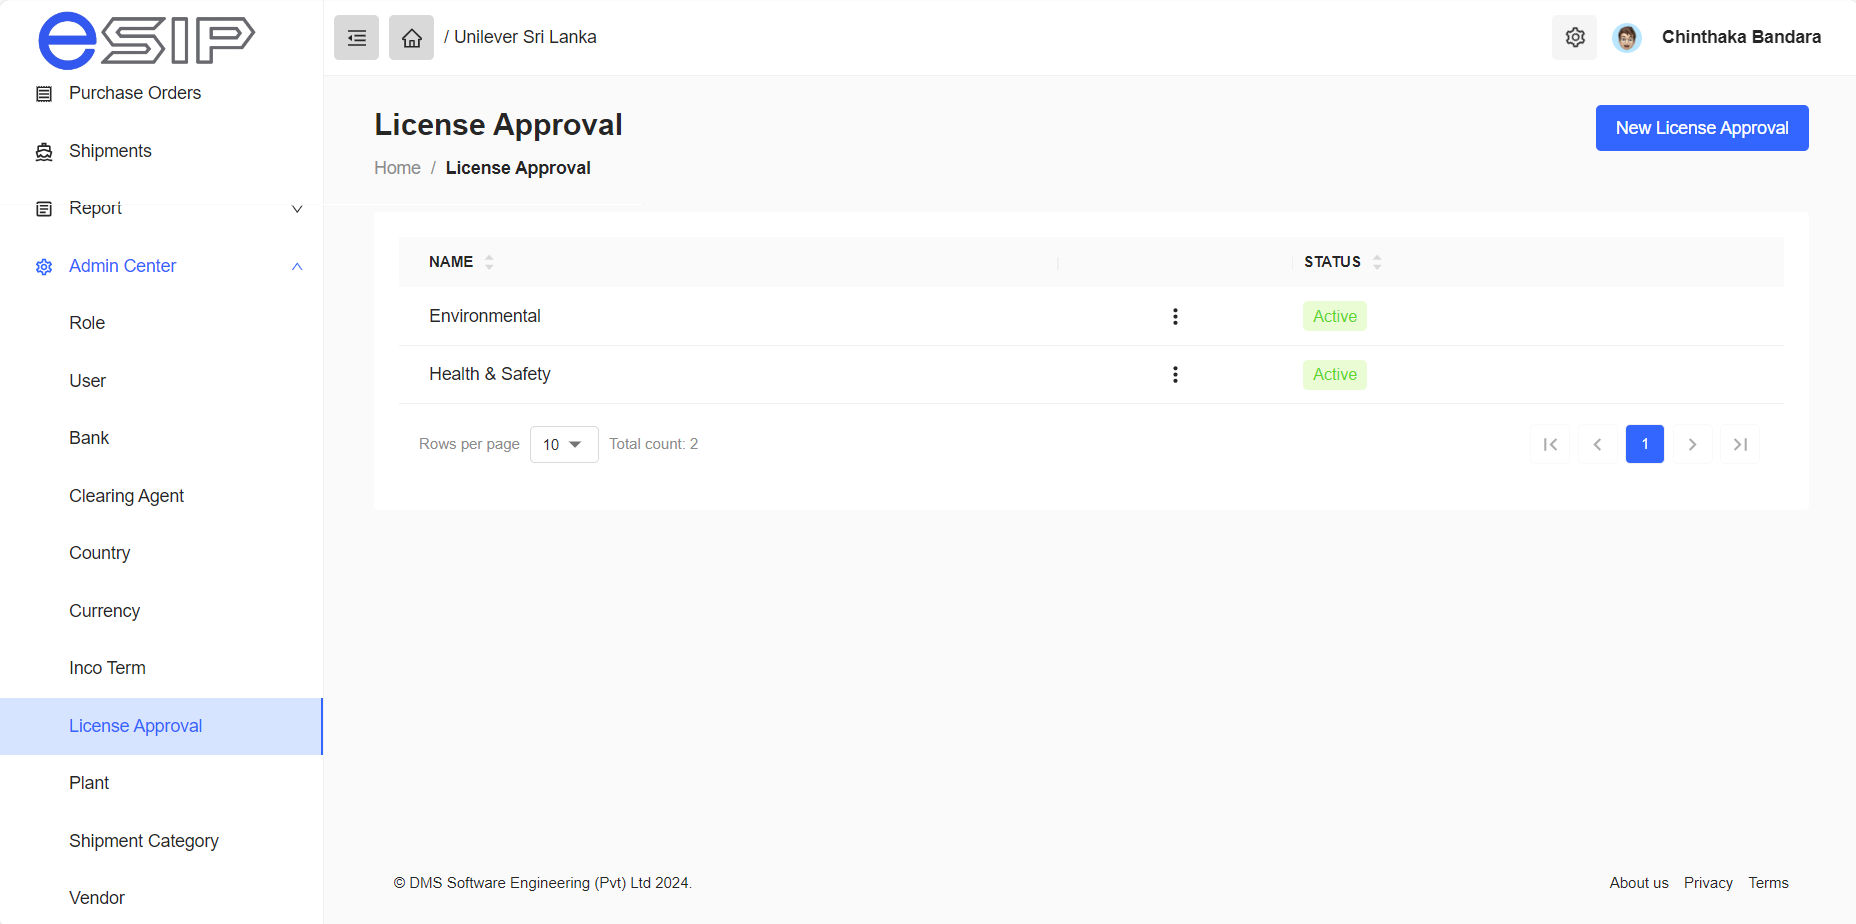 eSIP
/ Unilever Sri Lanka
Chinthaka Bandara
Purchase Orders
Shipments
Report
Admin Center
Role
User
Bank
Clearing Agent
Country
Currency
Inco Term
License Approval
Plant
Shipment Category
Vendor
License Approval
New License Approval
Home / License Approval
NAME STATUS
Environmental Active
Health & Safety Active
Rows per page 10 Total count: 2 1
© DMS Software Engineering (Pvt) Ltd 2024. About us Privacy Terms